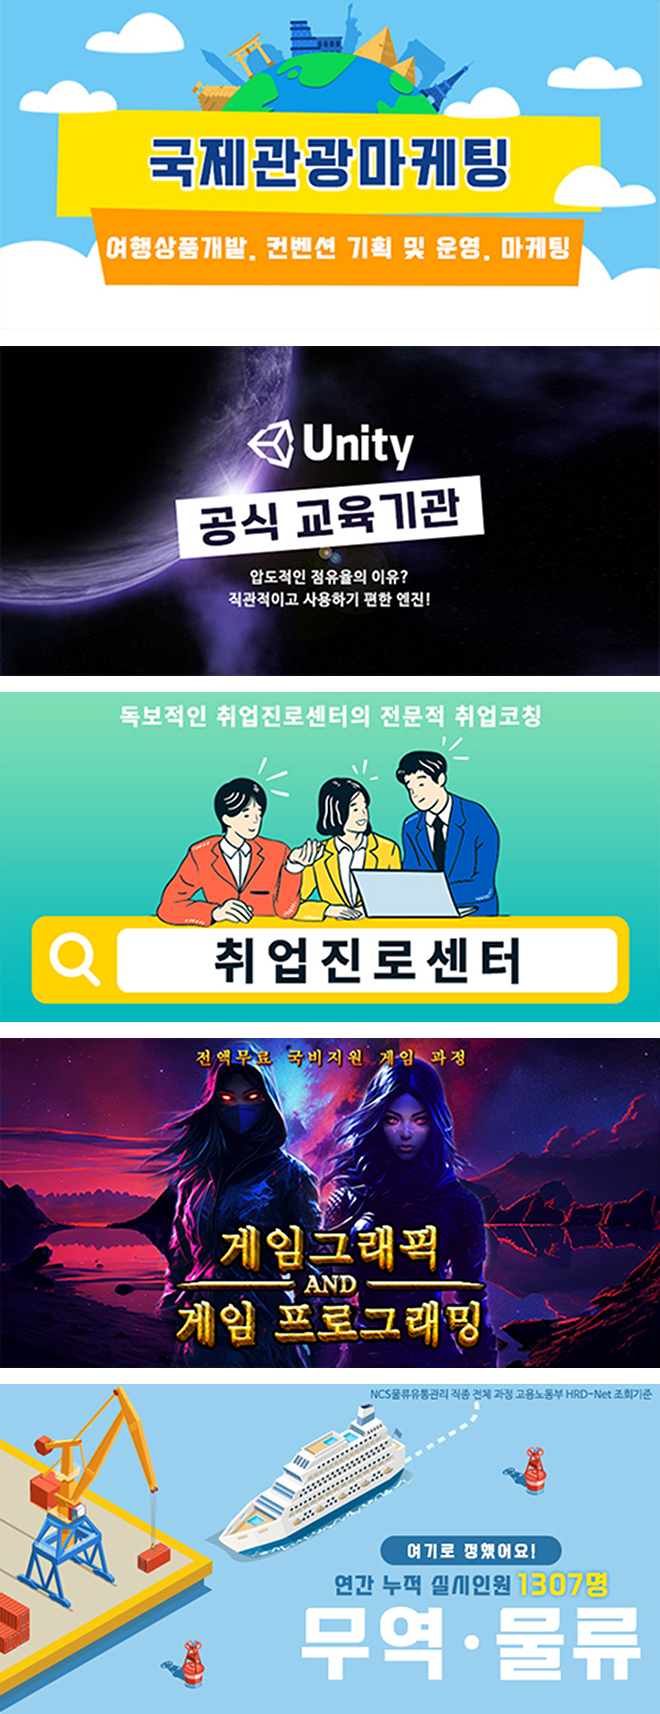 국제관광마케팅
여행상품개발. 컨벤션 기획 및 운영. 마케팅
Unity
공식 교육기관
압도적인 점유율의 이유?
직관적이고 사용하기 편한 엔진!
독보적인 취업진로센터의 전문적 취업코칭
취업진로센터
전액무료 국비지원 게임 과정
게임그래픽
AND
게임 프로그래밍
NCS물류유통관리 직종 전체 과정 고용노동부 HRD-Net 조회기준
여기로 정했어요!
연간 누적 실시인원 1307명
무역·물류